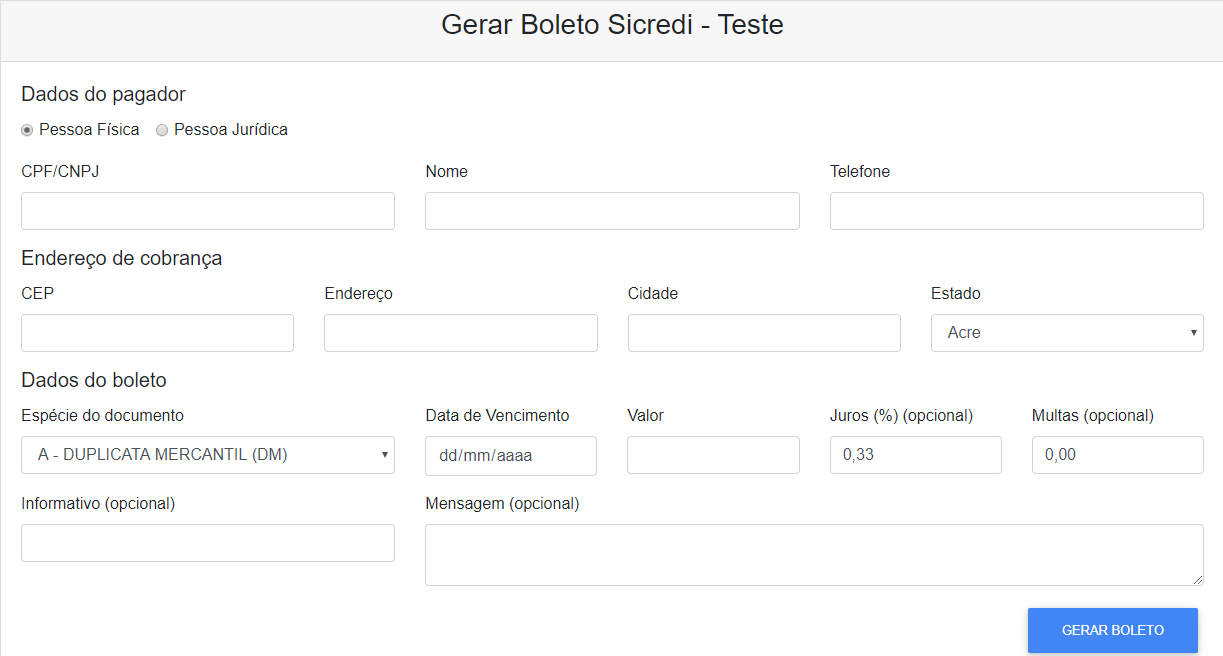 Gerar Boleto Sicredi - Teste
Dados do pagador
Pessoa Física Pessoa Jurídica
CPF/CNPJ Nome Telefone
Endereço de cobrança
CEP Endereço Cidade Estado
Acre
Dados do boleto
Espécie do documento Data de Vencimento Valor Juros (%) (opcional) Multas (opcional)
A - DUPLICATA MERCANTIL (DM) dd/mm/aaaa 0,33 0,00
Informativo (opcional) Mensagem (opcional)
GERAR BOLETO